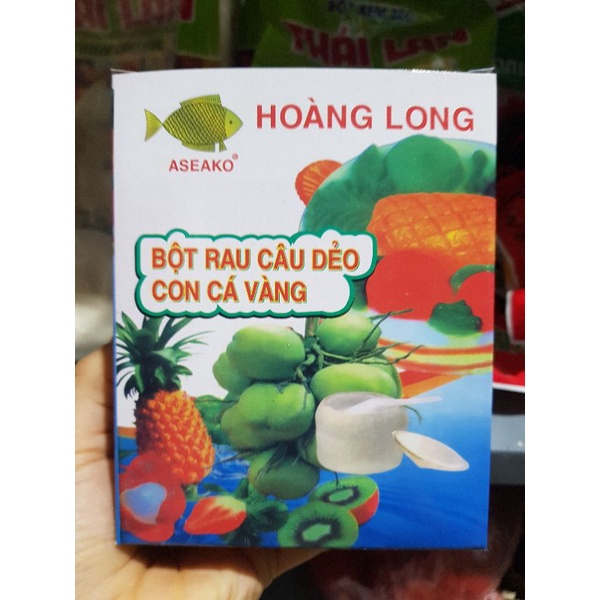 THÁI LAN
HOÀNG LONG
ASEAKO®
BỘT RAU CÂU DẺO
CON CÁ VÀNG